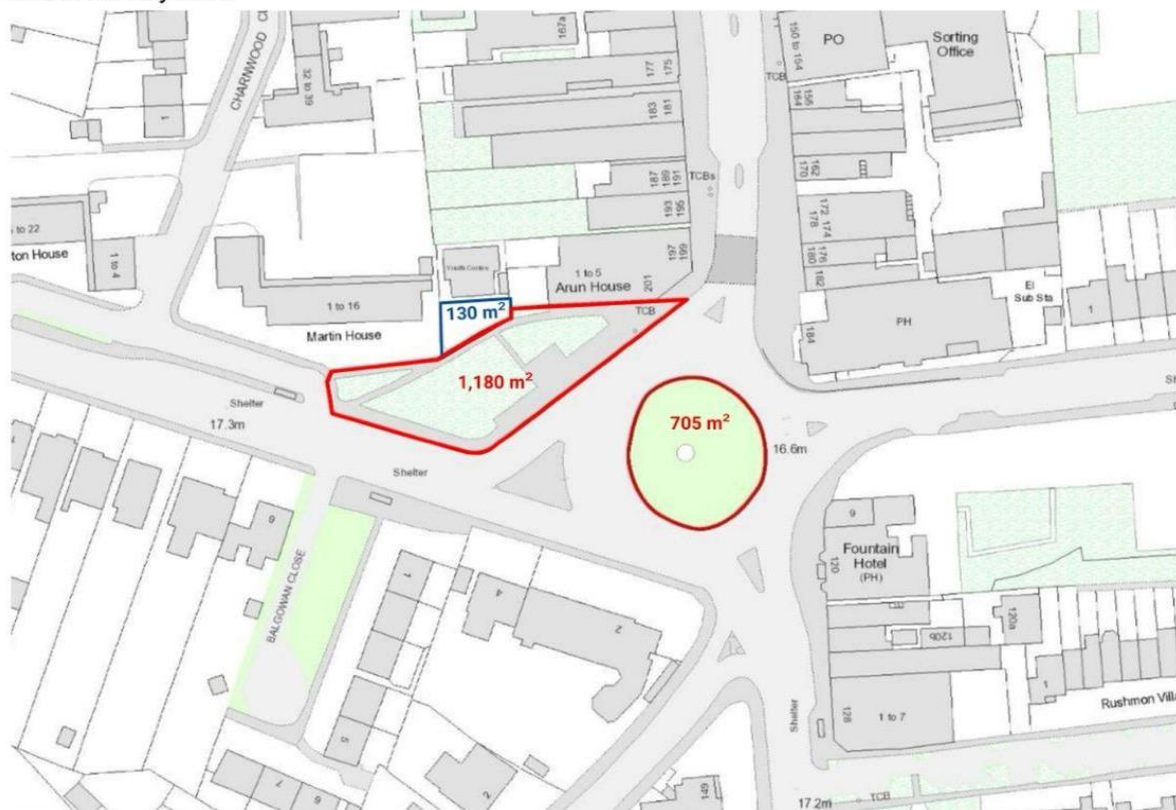 CHARNWOOD
32 to 39
167a
177
175
183
181
187
189
191
193
195
197
199
TCBs
150 to 154
PO
Sorting
Office
TCB
156
164
162
170
172, 174
178
176
180
182
184
PH
El
Sub Sta
1
1
to 22
ton House
1 to 4
1 to 16
Martin House
Youth Centre
1 to 5
Arun House
201
TCB
130 m²
1,180 m²
705 m²
Shelter
17.3m
Shelter
16.6m
6
BALGOWAN CLOSE
1
4
2
5
7
6
2
9
Fountain
Hotel
(PH)
120
120b
120a
1
Rushmon Vill
128
1 to 7
Shelter
149
17.2m
TCB